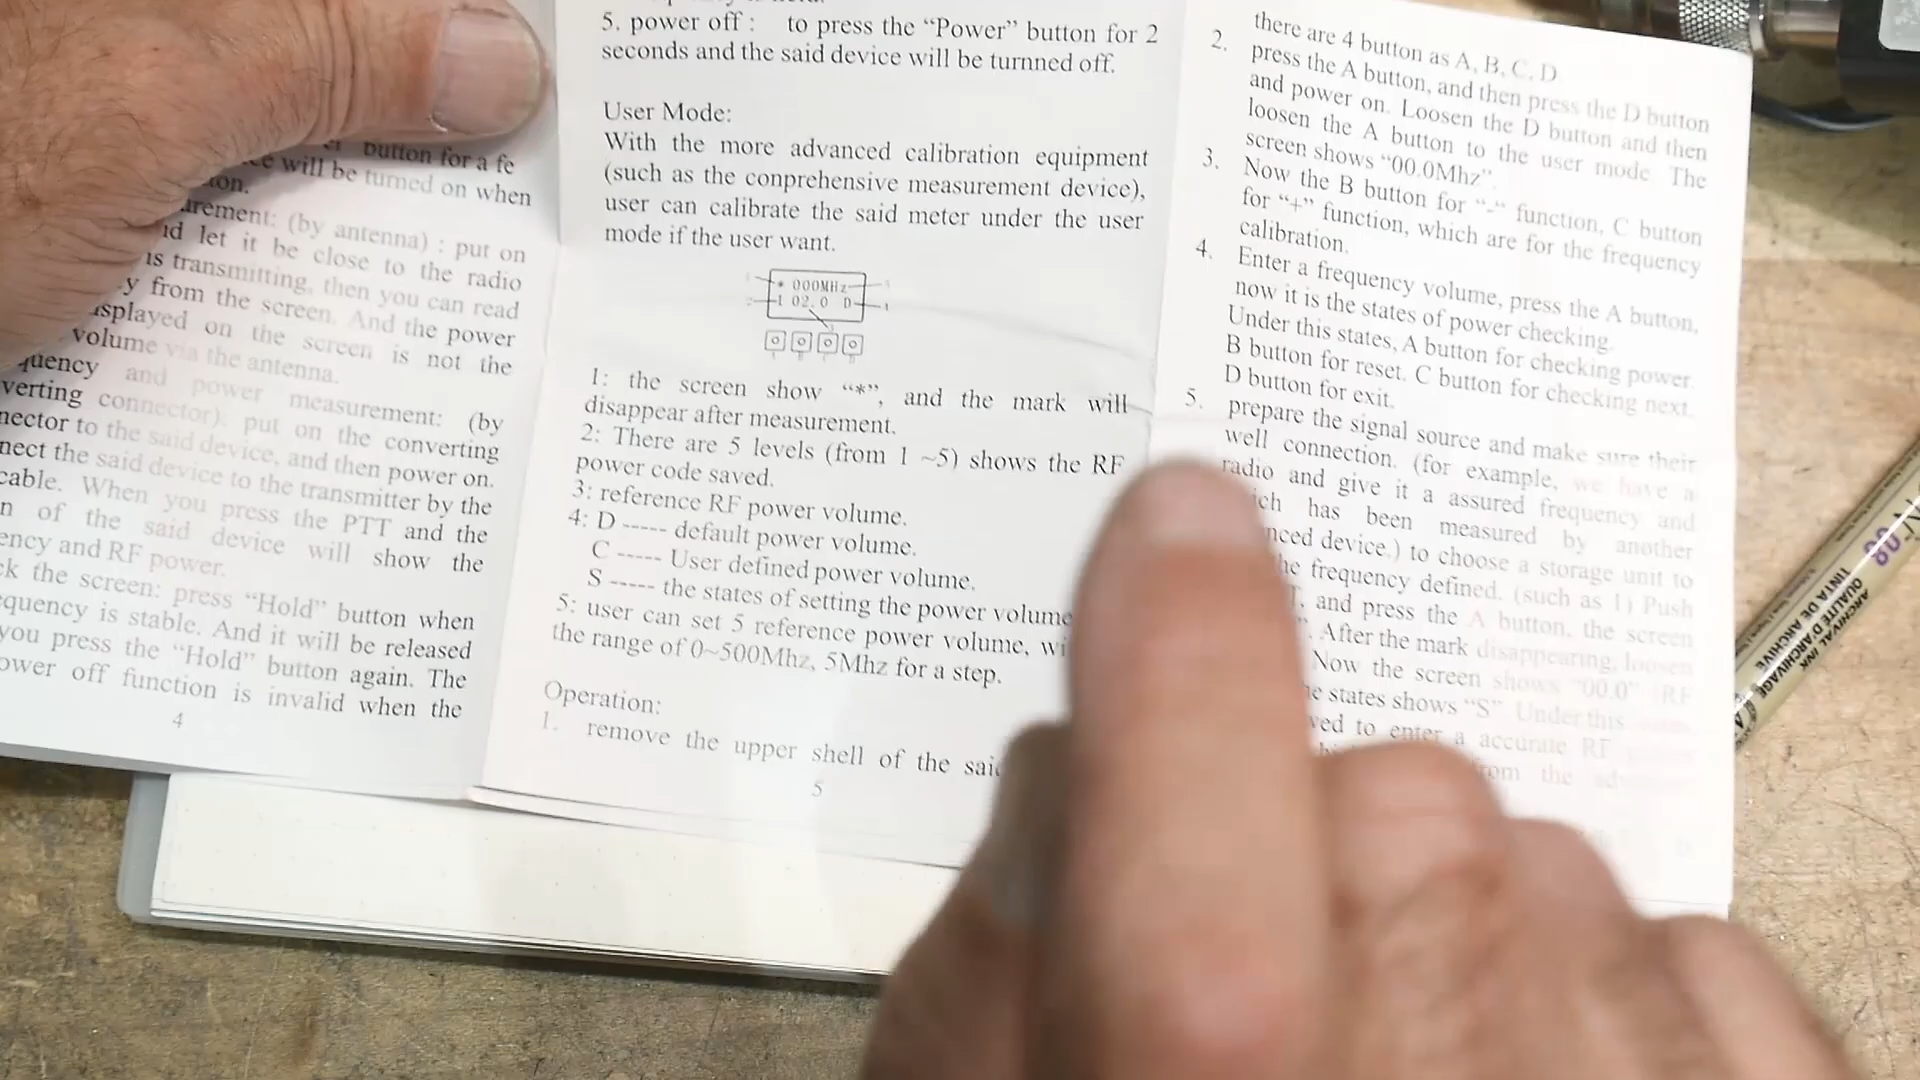 button for a fe
ce will be turned on when
ton.
urement: (by antenna) : put on
let it be close to the radio
is transmitting, then you can read
y from the screen. And the power
displayed on the screen is not the
volume via the antenna.
quency and power measurement: (by
verting connector): put on the converting
nector to the said device, and then power on.
nect the said device to the transmitter by the
cable. When you press the PTT and the
n of the said device will show the
ency and RF power.
ck the screen: press “Hold” button when
equency is stable. And it will be released
you press the “Hold” button again. The
ower off function is invalid when the
4
5. power off : to press the “Power” button for 2
seconds and the said device will be turnned off.
User Mode:
With the more advanced calibration equipment
(such as the conprehensive measurement device),
user can calibrate the said meter under the user
mode if the user want.
* 000MHz
1 02.0 D
1: the screen show “*”, and the mark will
disappear after measurement.
2: There are 5 levels (from 1 ~5) shows the RF
power code saved.
3: reference RF power volume.
4: D ----- default power volume.
C ----- User defined power volume.
S ----- the states of setting the power volume
5: user can set 5 reference power volume, wi
the range of 0~500Mhz, 5Mhz for a step.
Operation:
1. remove the upper shell of the said
5
there are 4 button as A, B, C, D
2. press the A button, and then press the D button
and power on. Loosen the D button and then
loosen the A button to the user mode. The
screen shows “00.0Mhz”.
3. Now the B button for “-“ function, C button
for “+” function, which are for the frequency
calibration.
4. Enter a frequency volume, press the A button,
now it is the states of power checking.
Under this states, A button for checking power.
B button for reset. C button for checking next.
D button for exit.
5. prepare the signal source and make sure their
well connection. (for example, we have a
radio and give it a assured frequency and
ich has been measured by another
nced device.) to choose a storage unit to
he frequency defined. (such as 1) Push
T, and press the A button, the screen
”. After the mark disappearing, loosen
Now the screen shows “00.0” RF
e states shows “S” Under this
ved to enter a accurate RF
from the adv
08
ARCHIVAL INK
QUALITE D'ARCHIVE
TINTA DE ARCHIVE